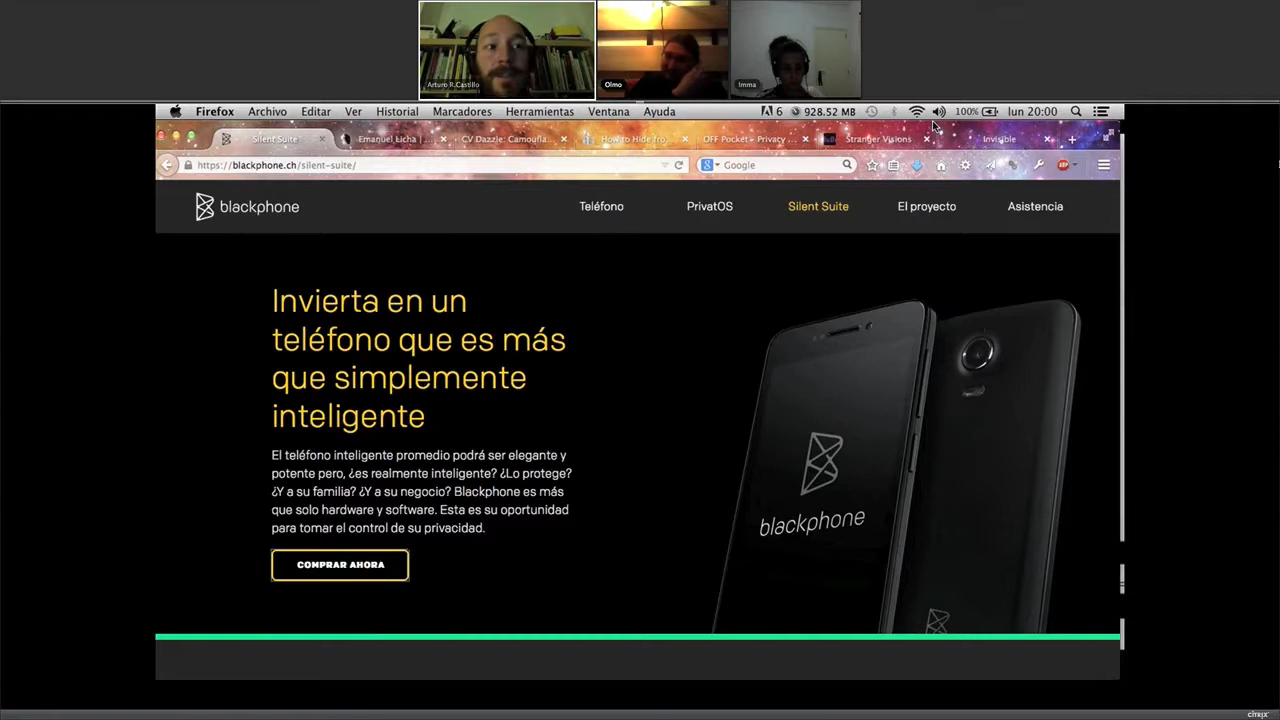 Arturo R.Castillo
Olmo
Imma
Firefox Archivo Editar Ver Historial Marcadores Herramientas Ventana Ayuda 6 928.52 MB 100% lun 20:00
Silent Suite Emanuel Licha | ... CV Dazzle: Camoufla... How to Hide fro... OFF Pocket - Privacy ... Stranger Visions Invisible
https://blackphone.ch/silent-suite/ Google
blackphone Teléfono PrivatOS Silent Suite El proyecto Asistencia
Invierta en un
teléfono que es más
que simplemente
inteligente
El teléfono inteligente promedio podrá ser elegante y
potente pero, ¿es realmente inteligente? ¿Lo protege?
¿Y a su familia? ¿Y a su negocio? Blackphone es más
que solo hardware y software. Esta es su oportunidad
para tomar el control de su privacidad.
COMPRAR AHORA
blackphone
CITRIX